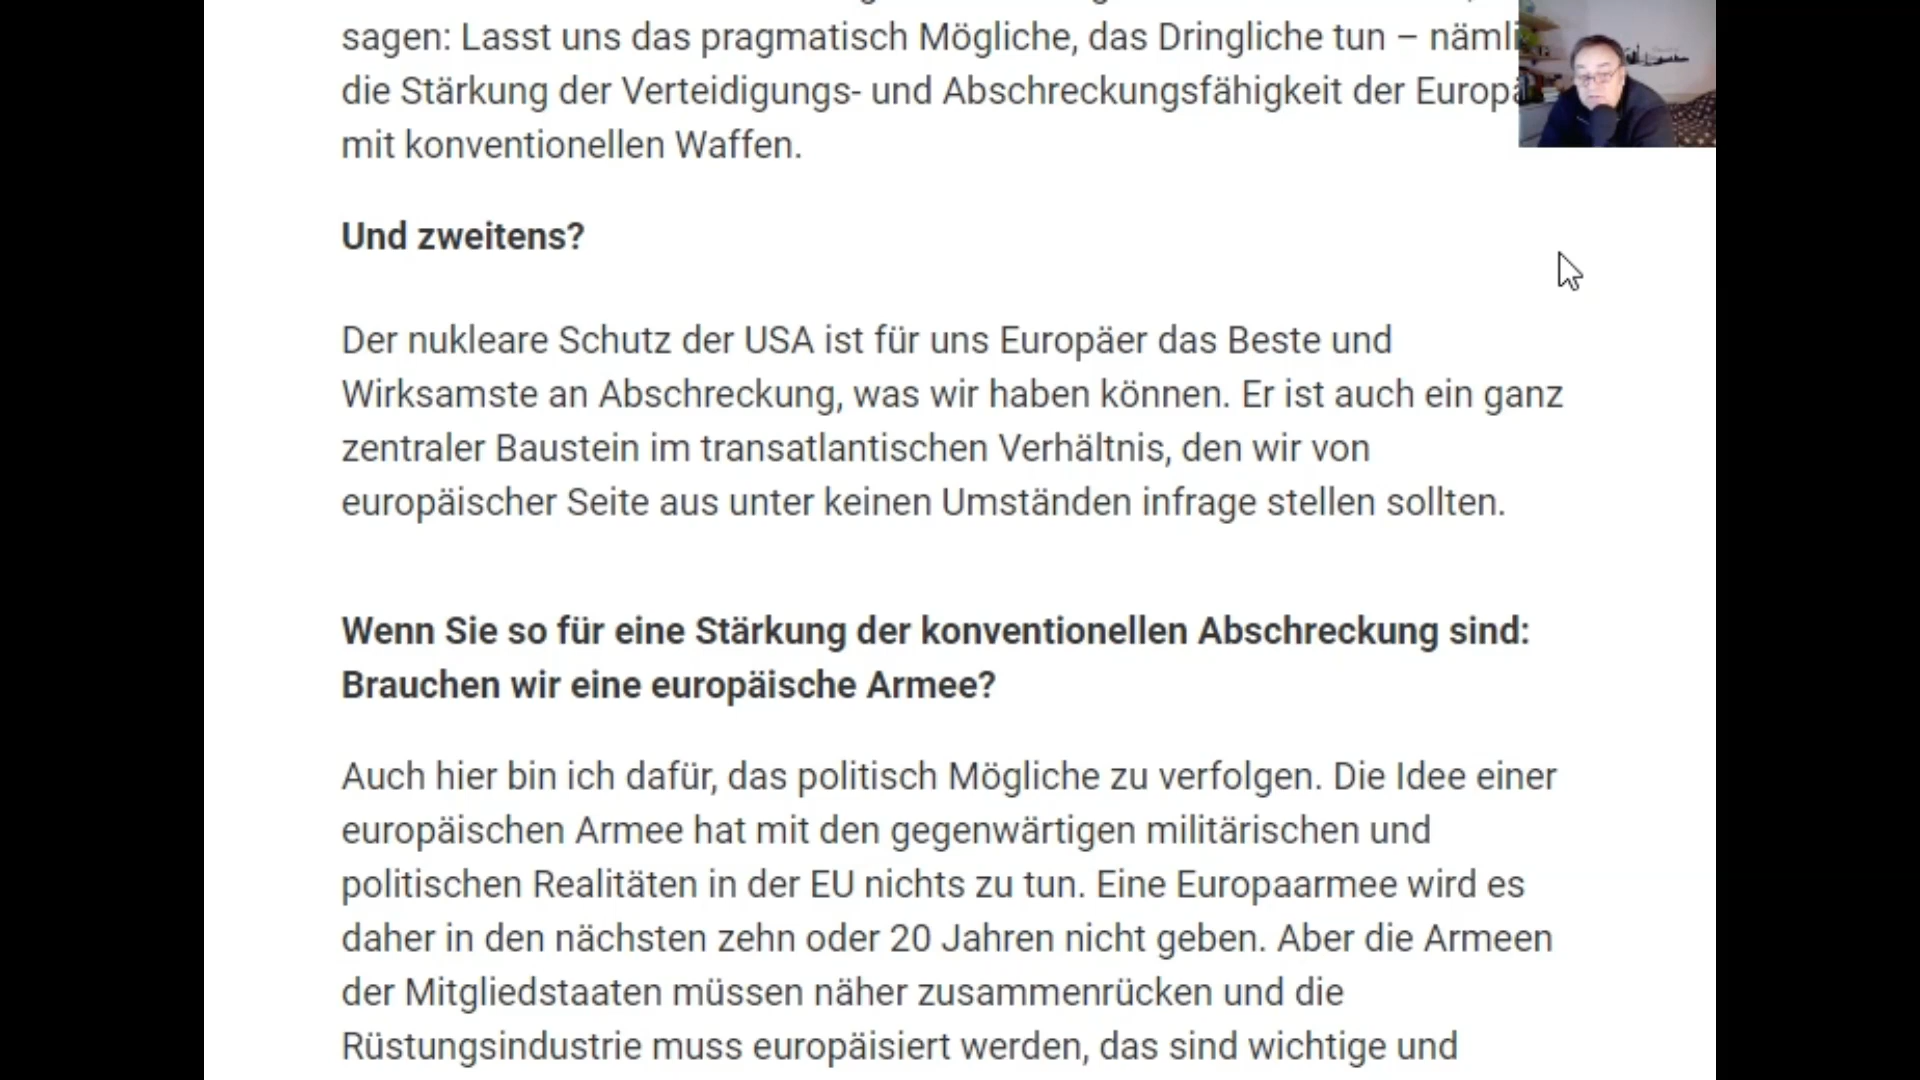 sagen: Lasst uns das pragmatisch Mögliche, das Dringliche tun –
die Stärkung der Verteidigungs- und Abschreckungsfähigkeit der
mit konventionellen Waffen.
Und zweitens?
Der nukleare Schutz der USA ist für uns Europäer das Beste und
Wirksamste an Abschreckung, was wir haben können. Er ist auch ein ganz
zentraler Baustein im transatlantischen Verhältnis, den wir von
europäischer Seite aus unter keinen Umständen infrage stellen sollten.
Wenn Sie so für eine Stärkung der konventionellen Abschreckung sind:
Brauchen wir eine europäische Armee?
Auch hier bin ich dafür, das politisch Mögliche zu verfolgen. Die Idee einer
europäischen Armee hat mit den gegenwärtigen militärischen und
politischen Realitäten in der EU nichts zu tun. Eine Europaarmee wird es
daher in den nächsten zehn oder 20 Jahren nicht geben. Aber die Armeen
der Mitgliedstaaten müssen näher zusammenrücken und die
Rüstungsindustrie muss europäisiert werden, das sind wichtige und